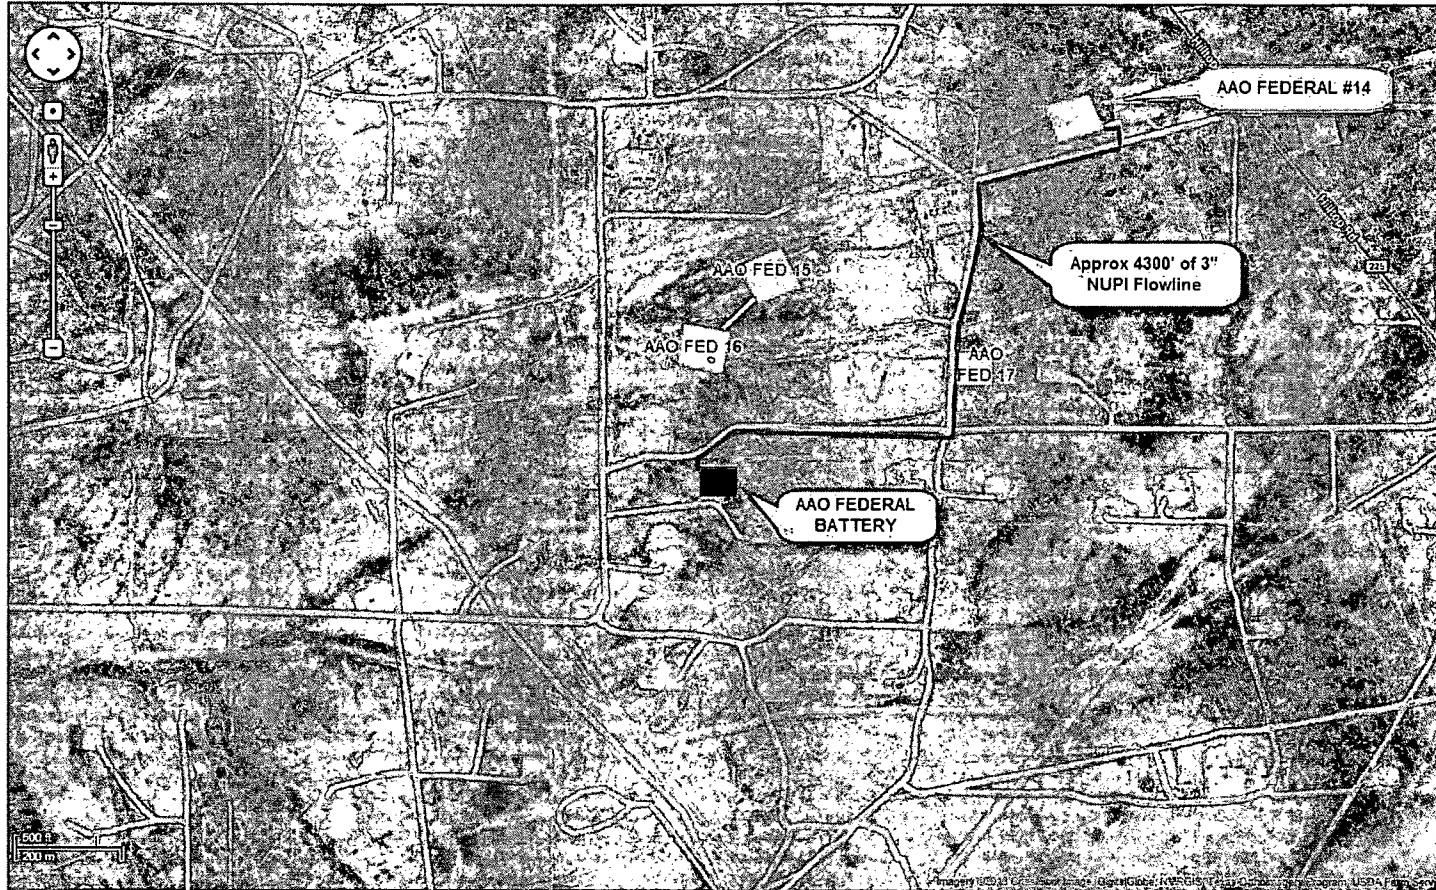 AAO FEDERAL #14
Approx 4300' of 3"
NUPI Flowline
225
AAO FED 15
AAO FED 16
AAO
FED 17
AAO FEDERAL
BATTERY
500 ft
200 m